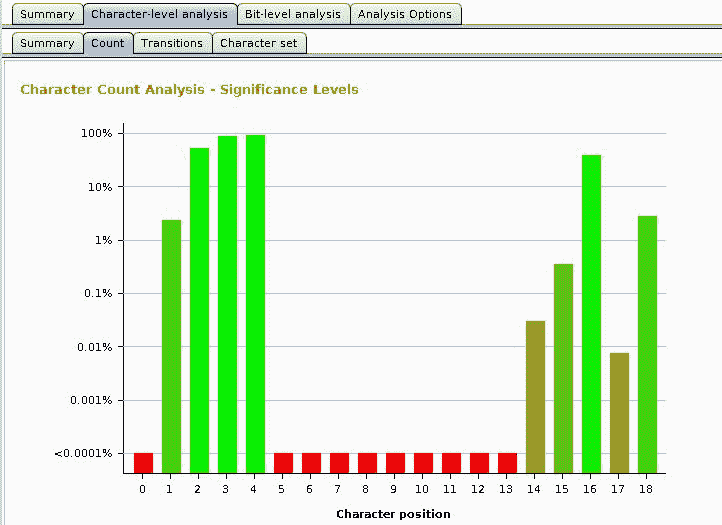 Summary Character-level analysis Bit-level analysis Analysis Options
Summary Count Transitions Character set
Character Count Analysis - Significance Levels
100%
10%
1%
0.1%
0.01%
0.001%
<0.0001%
0 1 2 3 4 5 6 7 8 9 10 11 12 13 14 15 16 17 18
Character position